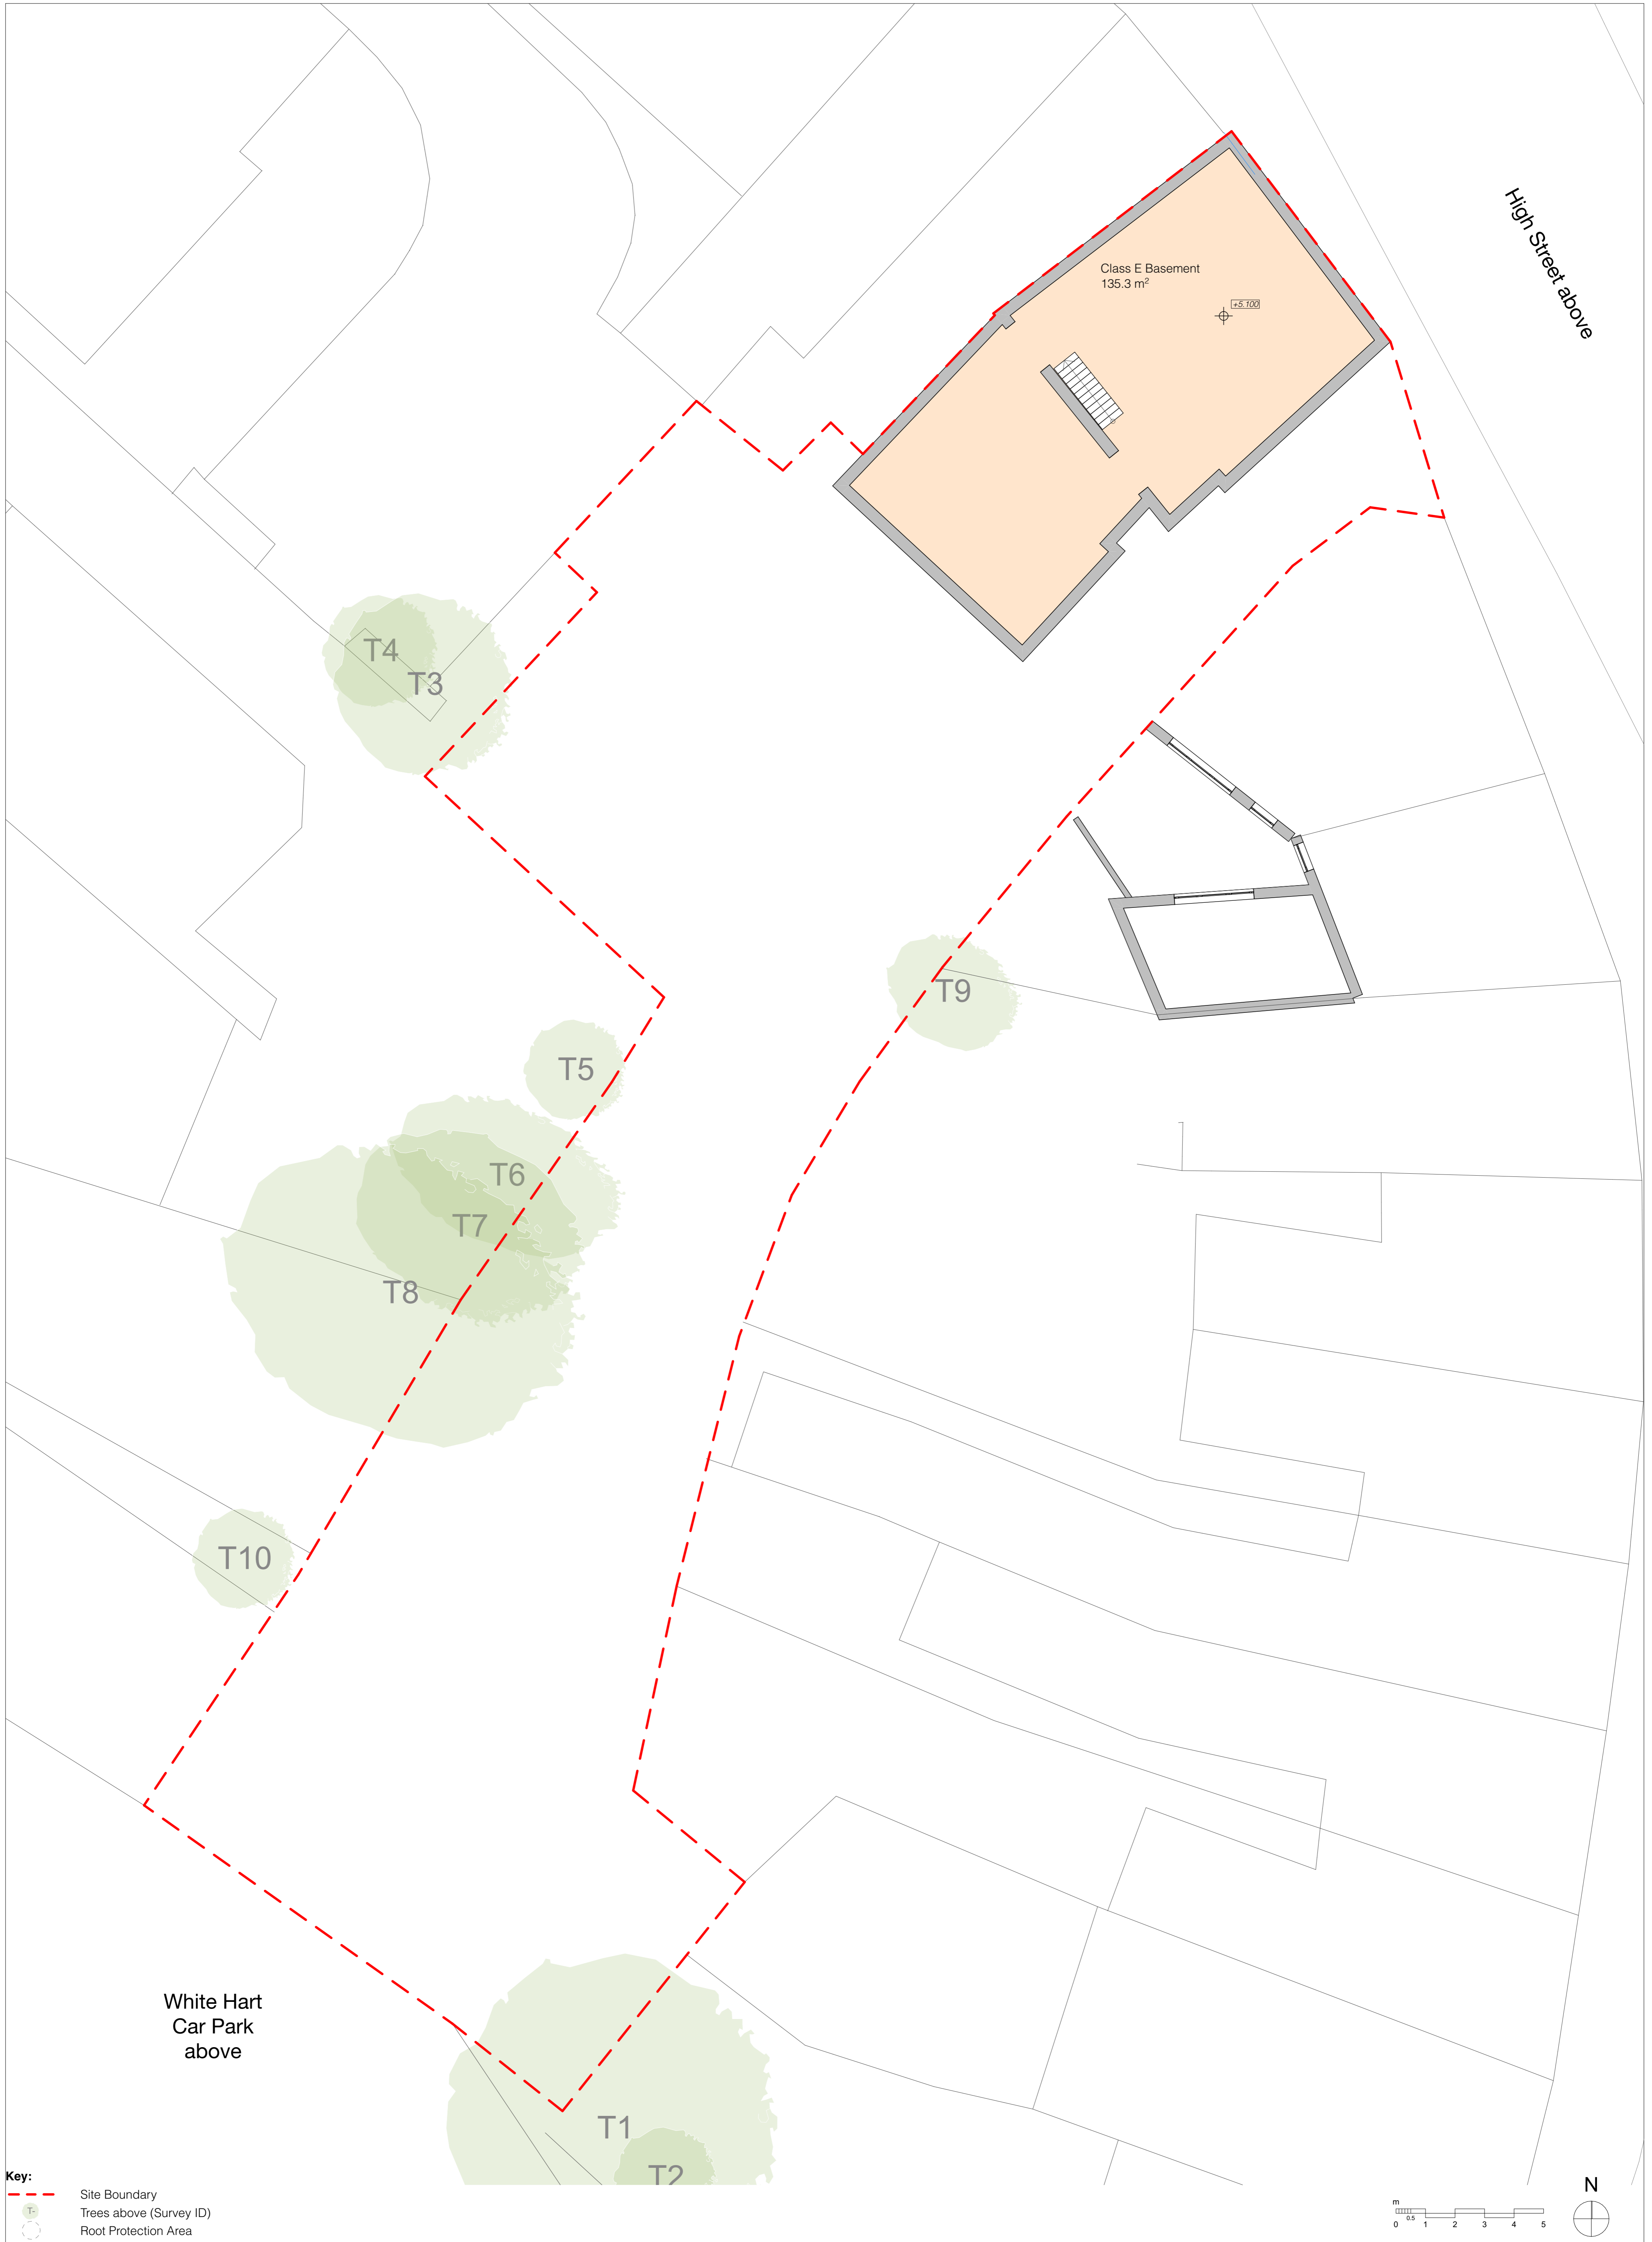 High Street above
Class E Basement
135.3 m²
+5.100
T4
T3
T9
T5
T6
T7
T8
T10
White Hart
Car Park
above
T1
T2
Key:
Site Boundary
T-
Trees above (Survey ID)
Root Protection Area
N
m
0.5
0 1 2 3 4 5